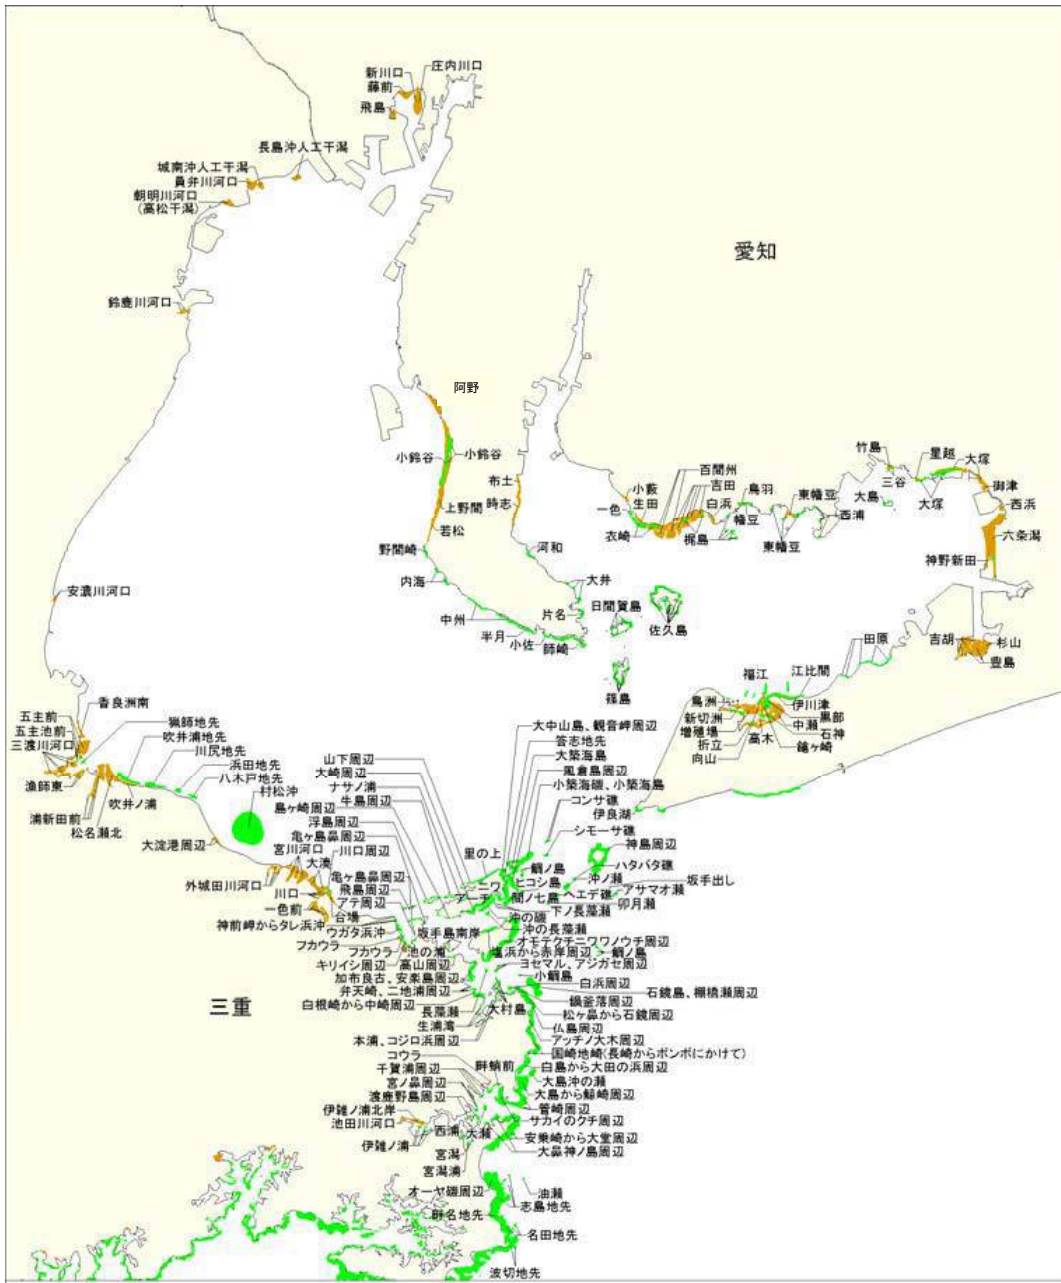 庄内川口
新川口
藤前
飛島
長島沖人工干潟
城南沖人工干潟
員弁川河口
朝明川河口
(高松干潟)
愛知
鈴鹿川河口
阿野
小鈴谷
小鈴谷
上野間
若松
野間崎
内海
中州
半月
小佐
師崎
布土
時志
河和
大井
片名
日間賀島
佐久島
篠島
小藪
生田
一色
衣崎
百間州
吉田
白浜
梶島
鳥羽
幡豆
東幡豆
東幡豆
西浦
大島
竹島
三谷
星越
大塚
大塚
御津
西浜
六条潟
神野新田
田原
吉胡
杉山
豊島
福江
江比間
鳥洲
伊川津
新切洲
黒部
増殖場
中瀬
石神
折立
高木
鎗ヶ崎
向山
伊良湖
安濃川河口
香良洲南
五主前
五主池前
三渡川河口
漁師東
猟師地先
吹井浦地先
川尻地先
浜田地先
八木戸地先
村松沖
吹井ノ浦
浦新田前
松名瀬北
大淀港周辺
宮川河口
外城田川河口
大湊
川口周辺
川口
一色前
台場
神前岬からタレ浜沖
ウガタ浜沖
フカウラ
フカウラ
キリイシ周辺
池の浦
高山周辺
大中山島、観音岬周辺
答志地先
大築海島
風倉島周辺
小築海磯、小築海島
コンサ礁
シモーサ礁
神島周辺
ハタバタ礁
山下周辺
太崎周辺
ナサノ浦
牛島周辺
島ヶ崎周辺
浮島周辺
亀ヶ島鼻周辺
亀ヶ島鼻周辺
飛島周辺
アテ周辺
里の上
鯛ノ島
ニワ
ヒコシ島
アーチ
間ノ七島
沖ノ瀬
ヘエデ礁
アサマオ瀬
坂手出し
卯月瀬
下ノ長藻瀬
沖の磯
沖の長藻瀬
坂手島南岸
オモテクチニワワノウチ周辺
塩浜から赤岸周辺
鯛ノ島
ヨセマル、アジガセ周辺
小鯛島
白浜周辺
加布良古、安楽島周辺
弁天崎、二地浦周辺
白根崎から中崎周辺
長藻瀬
生浦湾
本浦、コジロ浜周辺
大村島
石鏡島、棚橋瀬周辺
鍋釜落周辺
松ヶ鼻から石鏡周辺
仏島周辺
アッチノ大木周辺
国崎地崎(長崎からボンボにかけて)
白島から大田の浜周辺
大島沖の瀬
大島から鯨崎周辺
菅崎周辺
サカイのクチ周辺
安乗崎から大堂周辺
大鼻神ノ島周辺
三重
コウラ
千賀浦周辺
畔蛸前
宮ノ鼻周辺
渡鹿野島周辺
伊雑ノ浦北岸
池田川河口
西浦
大瀬
伊雑ノ浦
宮潟
宮潟浦
オーヤ磯周辺
油瀬
志島地先
畔名地先
名田地先
波切地先